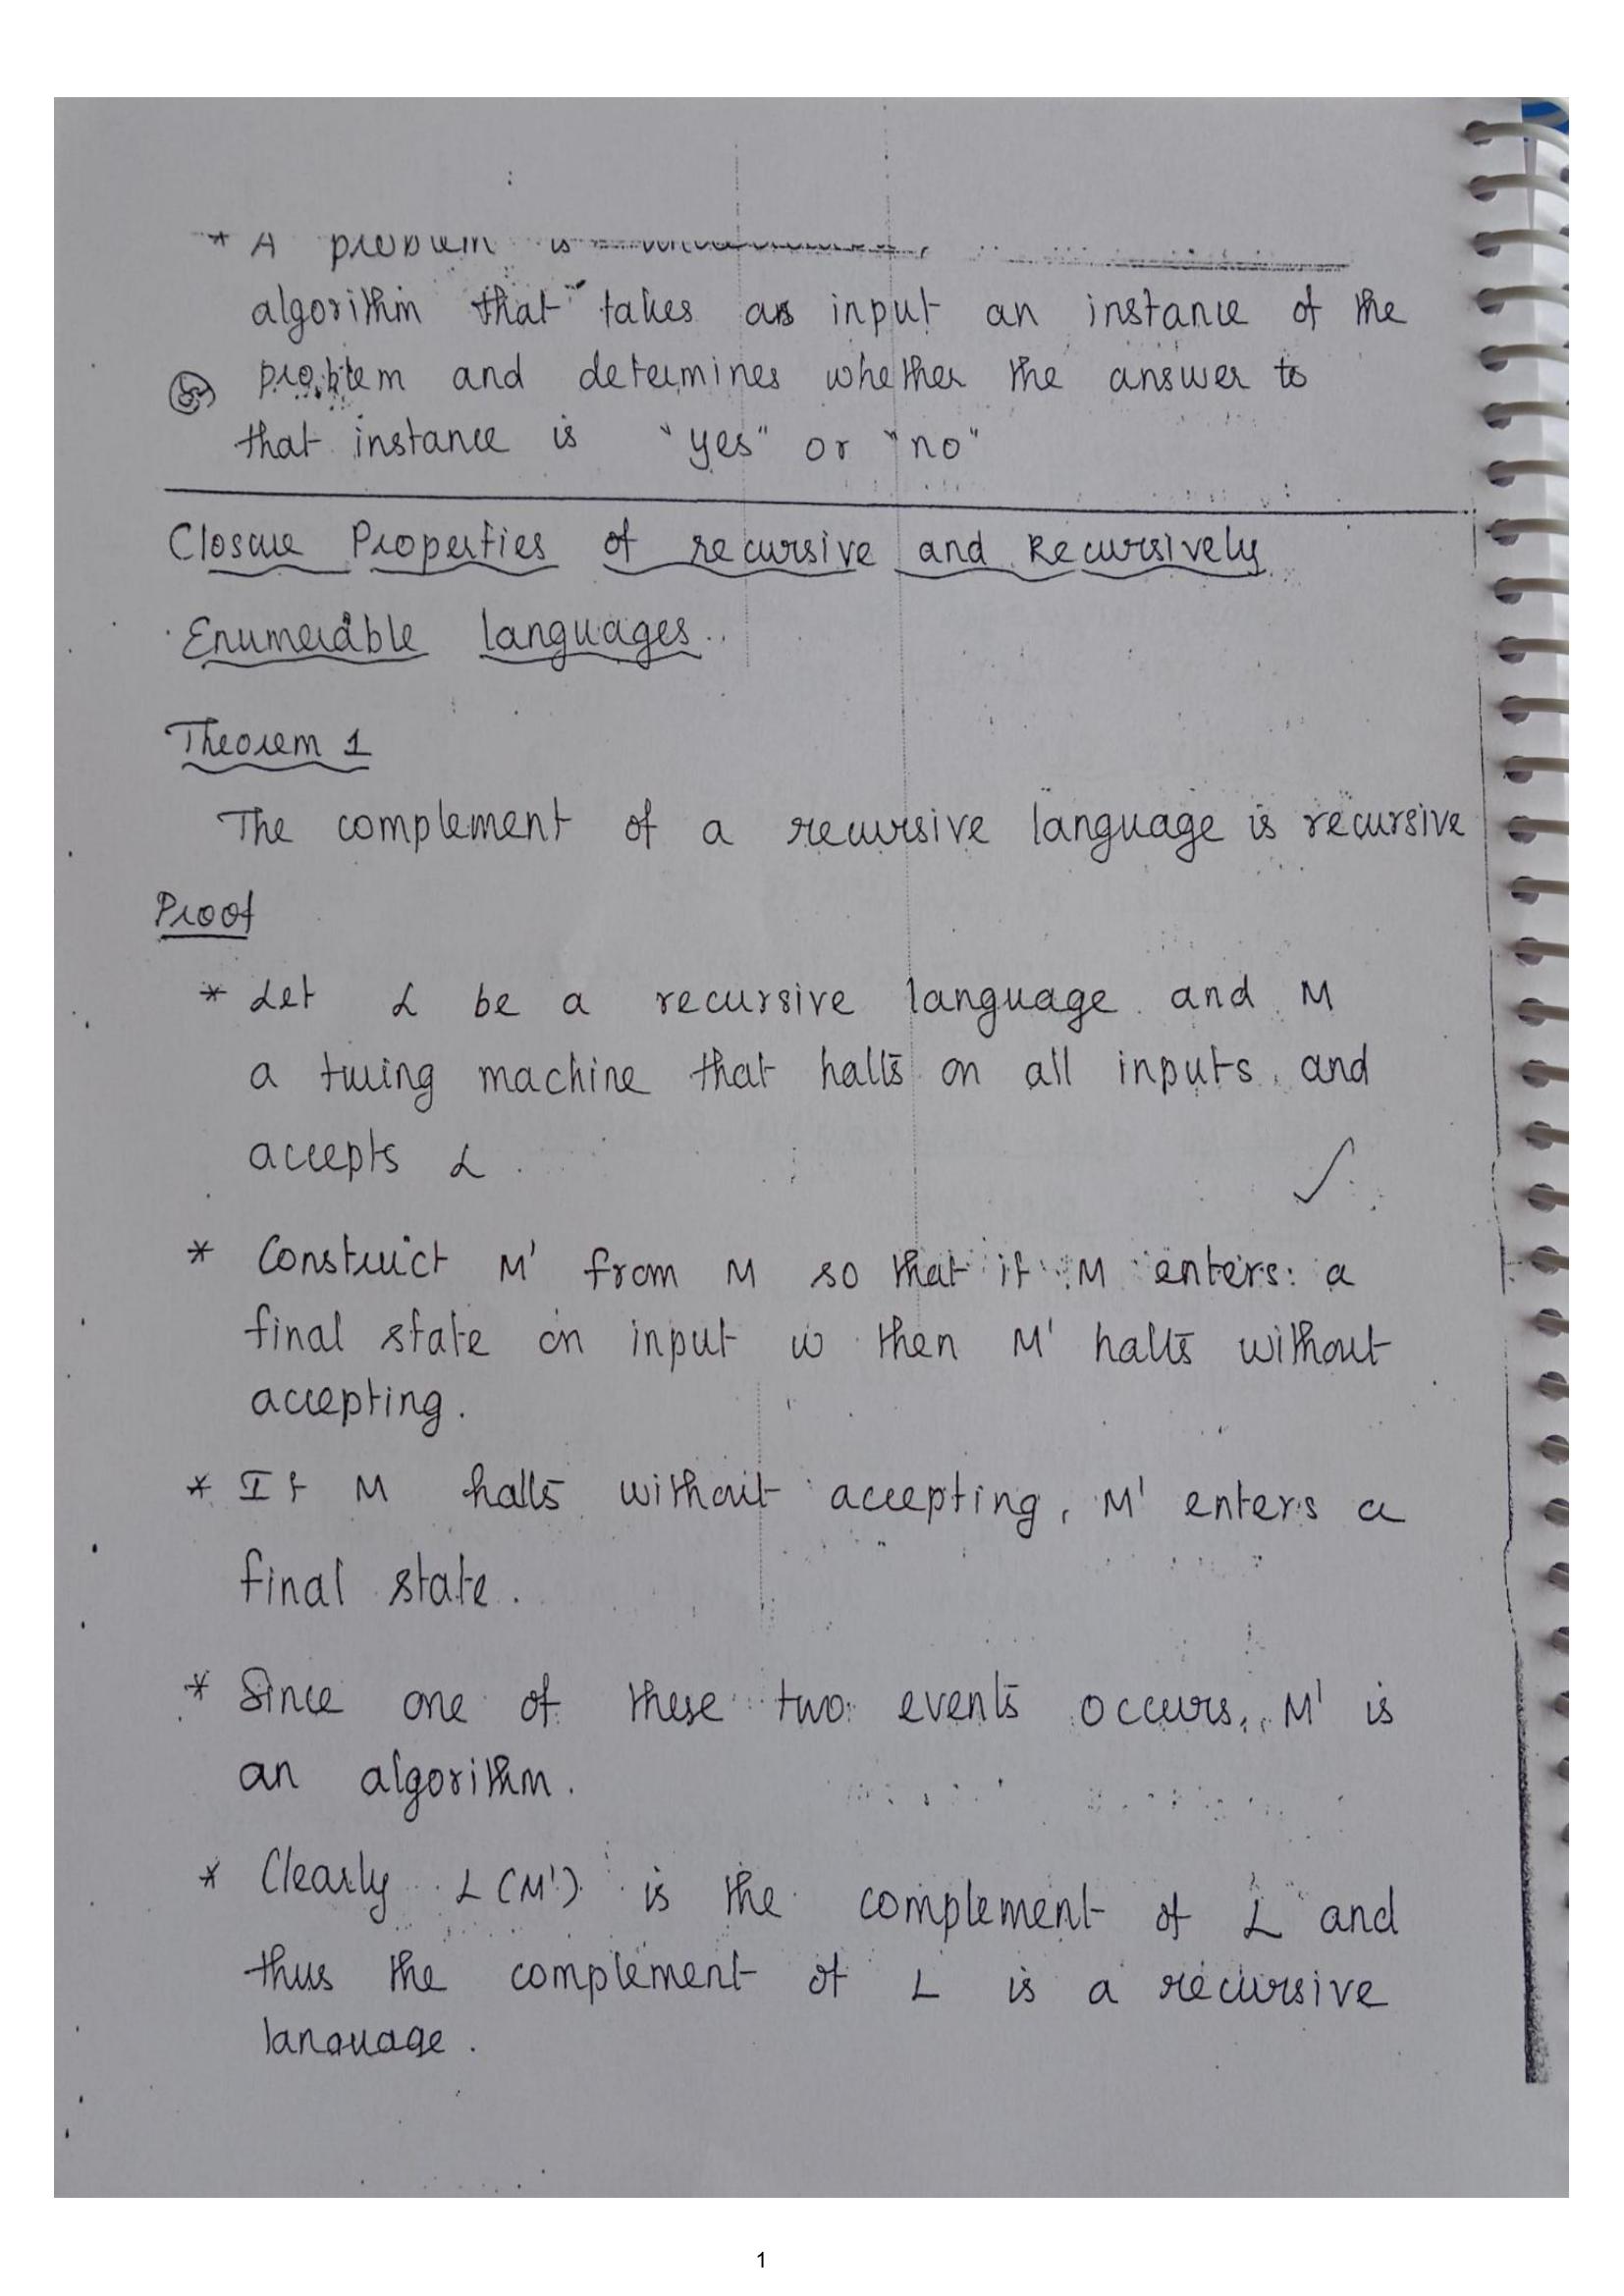 * A problem is
algorithm that takes as input an instance of the
problem and determines whether the answer to
that instance is "yes" or "no"
Closure Properties of recursive and Recursively
Enumerable languages.
Theorem 1
The complement of a recursive language is recursive
Proof
* Let L be a recursive language and M
a turing machine that halts on all inputs and
accepts L.
* Construct M' from M so that if M enters a
final state on input w then M' halts without
accepting.
* If M halts without accepting, M' enters a
final state.
* Since one of these two events occurs, M' is
an algorithm.
* Clearly L(M') is the complement of L and
thus the complement of L is a recursive
language.
1